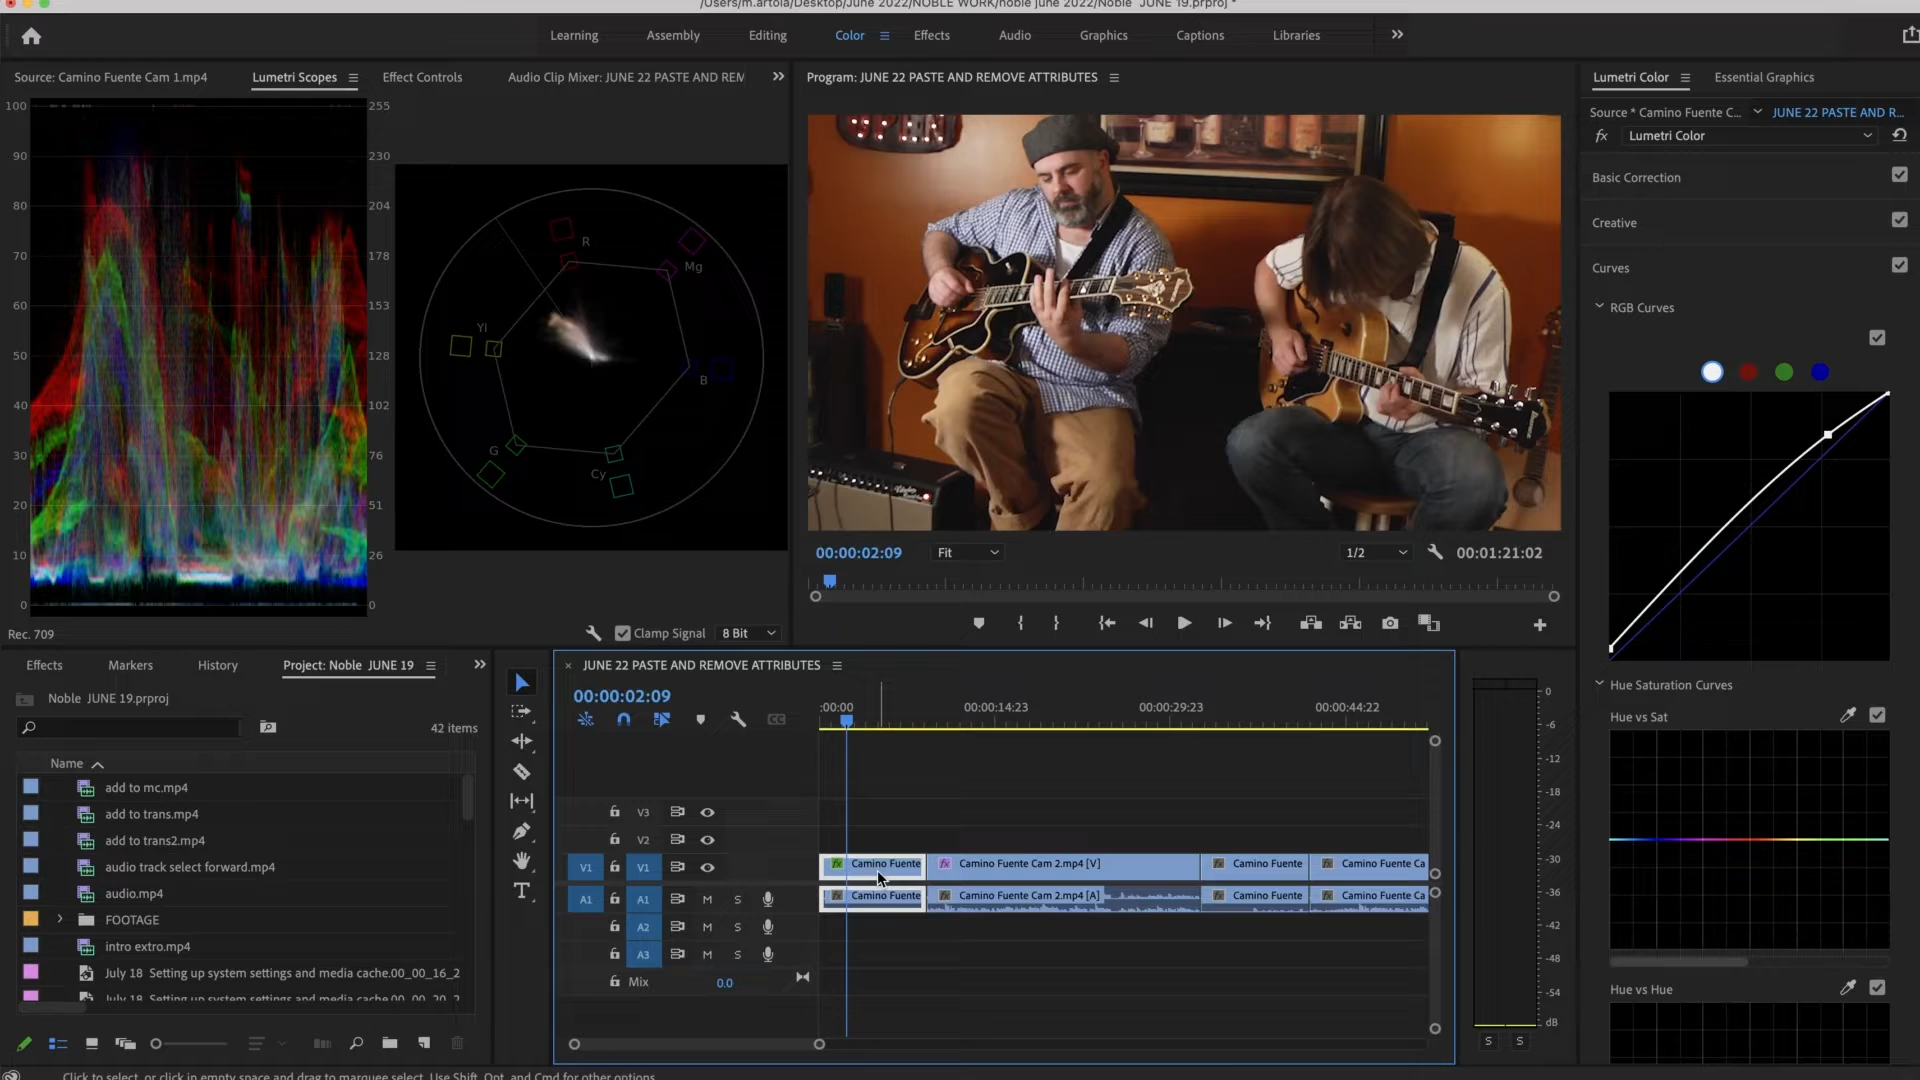 /Users/m.artola/Desktop/June 2022/NOBLE WORK/noble june 2022/Noble JUNE 19.prproj *
Learning Assembly Editing Color Effects Audio Graphics Captions Libraries
Source: Camino Fuente Cam 1.mp4 Lumetri Scopes Effect Controls Audio Clip Mixer: JUNE 22 PASTE AND REM
Program: JUNE 22 PASTE AND REMOVE ATTRIBUTES
Lumetri Color Essential Graphics
Source * Camino Fuente C... JUNE 22 PASTE AND R...
fx Lumetri Color
Basic Correction
Creative
Curves
RGB Curves
100 255
90 230
80 204
70 178
60 153
50 128
40 102
30 76
20 51
10 26
0 0
R
Mg
Yl
B
G
Cy
Rec. 709
Clamp Signal 8 Bit
00:00:02:09 Fit 1/2 00:01:21:02
Effects Markers History Project: Noble JUNE 19
Noble JUNE 19.prproj
42 items
Name
add to mc.mp4
add to trans.mp4
add to trans2.mp4
audio track select forward.mp4
audio.mp4
FOOTAGE
intro extro.mp4
July 18 Setting up system settings and media cache.00_00_16_2
July 18 Setting up system settings and media cache.00_00_20_2
JUNE 22 PASTE AND REMOVE ATTRIBUTES
00:00:02:09
:00:00 00:00:14:23 00:00:29:23 00:00:44:22
V3
V2
V1 V1 fx Camino Fuente fx Camino Fuente Cam 2.mp4 [V] fx Camino Fuente fx Camino Fuente Ca
A1 A1 M S fx Camino Fuente fx Camino Fuente Cam 2.mp4 [A] fx Camino Fuente fx Camino Fuente Ca
A2 M S
A3 M S
Mix 0.0
0
-6
-12
-18
-24
-30
-36
-42
-48
-54
dB
S S
Hue Saturation Curves
Hue vs Sat
Hue vs Hue
Click to select, or click in empty space and drag to marquee select. Use Shift, Opt, and Cmd for other options.